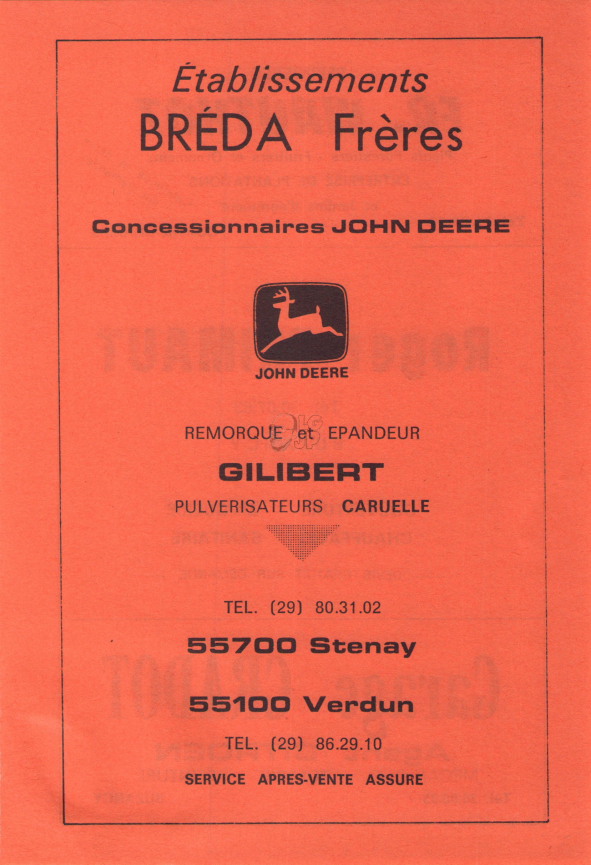 Établissements
BRÉDA Frères
Concessionnaires JOHN DEERE
JOHN DEERE
REMORQUE et EPANDEUR
GILIBERT
PULVERISATEURS CARUELLE
TEL. (29) 80.31.02
55700 Stenay
55100 Verdun
TEL. (29) 86.29.10
SERVICE APRES-VENTE ASSURE